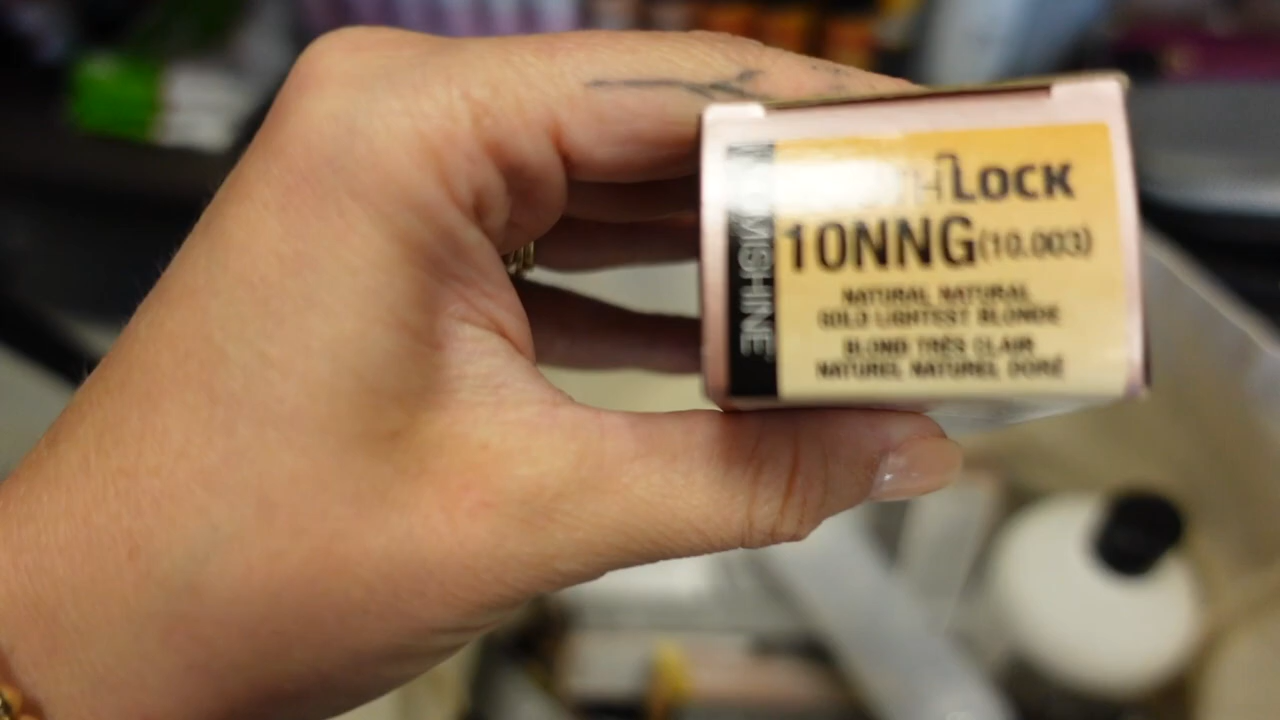 LOCK
10NNG(10.003)
NATURAL NATURAL
GOLD LIGHTEST BLONDE
BLOND TRÈS CLAIR
NATUREL NATUREL DORÉ